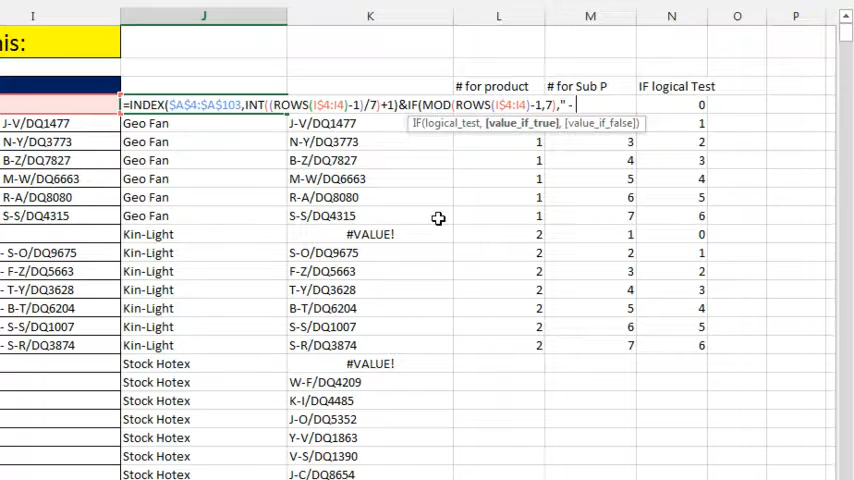 I J K L M N O P
is:
# for product # for Sub P IF logical Test
=INDEX($A$4:$A$103,INT((ROWS(I$4:I4)-1)/7)+1)&IF(MOD(ROWS(I$4:I4)-1,7)," - 0
J-V/DQ1477 Geo Fan J-V/DQ1477 IF(logical_test, [value_if_true], [value_if_false]) 1
N-Y/DQ3773 Geo Fan N-Y/DQ3773 1 3 2
B-Z/DQ7827 Geo Fan B-Z/DQ7827 1 4 3
M-W/DQ6663 Geo Fan M-W/DQ6663 1 5 4
R-A/DQ8080 Geo Fan R-A/DQ8080 1 6 5
S-S/DQ4315 Geo Fan S-S/DQ4315 1 7 6
Kin-Light #VALUE! 2 1 0
- S-O/DQ9675 Kin-Light S-O/DQ9675 2 2 1
- F-Z/DQ5663 Kin-Light F-Z/DQ5663 2 3 2
- T-Y/DQ3628 Kin-Light T-Y/DQ3628 2 4 3
- B-T/DQ6204 Kin-Light B-T/DQ6204 2 5 4
- S-S/DQ1007 Kin-Light S-S/DQ1007 2 6 5
- S-R/DQ3874 Kin-Light S-R/DQ3874 2 7 6
Stock Hotex #VALUE!
Stock Hotex W-F/DQ4209
Stock Hotex K-I/DQ4485
Stock Hotex J-O/DQ5352
Stock Hotex Y-V/DQ1863
Stock Hotex V-S/DQ1390
Stock Hotex J-C/DQ8654